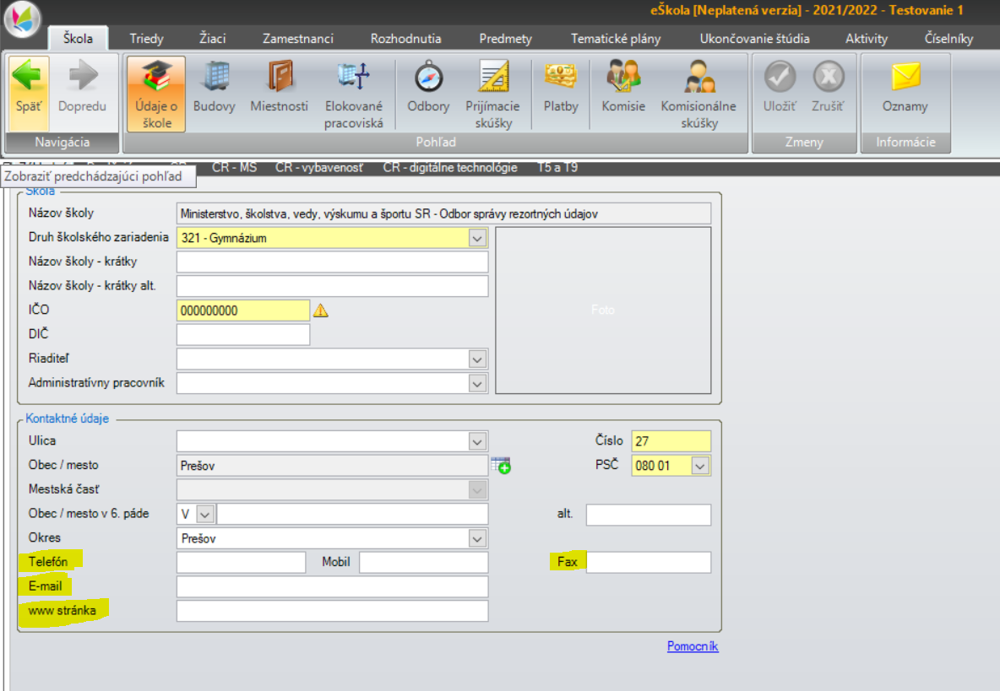 eŠkola [Neplatená verzia] - 2021/2022 - Testovanie 1
Škola Triedy Žiaci Zamestnanci Rozhodnutia Predmety Tematické plány Ukončovanie štúdia Aktivity Číselníky
Späť Dopredu Údaje o škole Budovy Miestnosti Elokované pracoviská Odbory Prijímacie skúšky Platby Komisie Komisionálne skúšky Uložiť Zrušiť Oznamy
Navigácia Pohľad Zmeny Informácie
CR - MS CR - vybavenosť CR - digitálne technológie T5 a T9
Zobraziť predchádzajúci pohľad
Škola
Názov školy Ministerstvo, školstva, vedy, výskumu a športu SR - Odbor správy rezortných údajov
Druh školského zariadenia 321 - Gymnázium
Názov školy - krátky
Názov školy - krátky alt.
IČO 000000000
Foto
DIČ
Riaditeľ
Administratívny pracovník
Kontaktné údaje
Ulica Číslo 27
Obec / mesto Prešov PSČ 080 01
Mestská časť
Obec / mesto v 6. páde V alt.
Okres Prešov
Telefón Mobil Fax
E-mail
www stránka
Pomocník